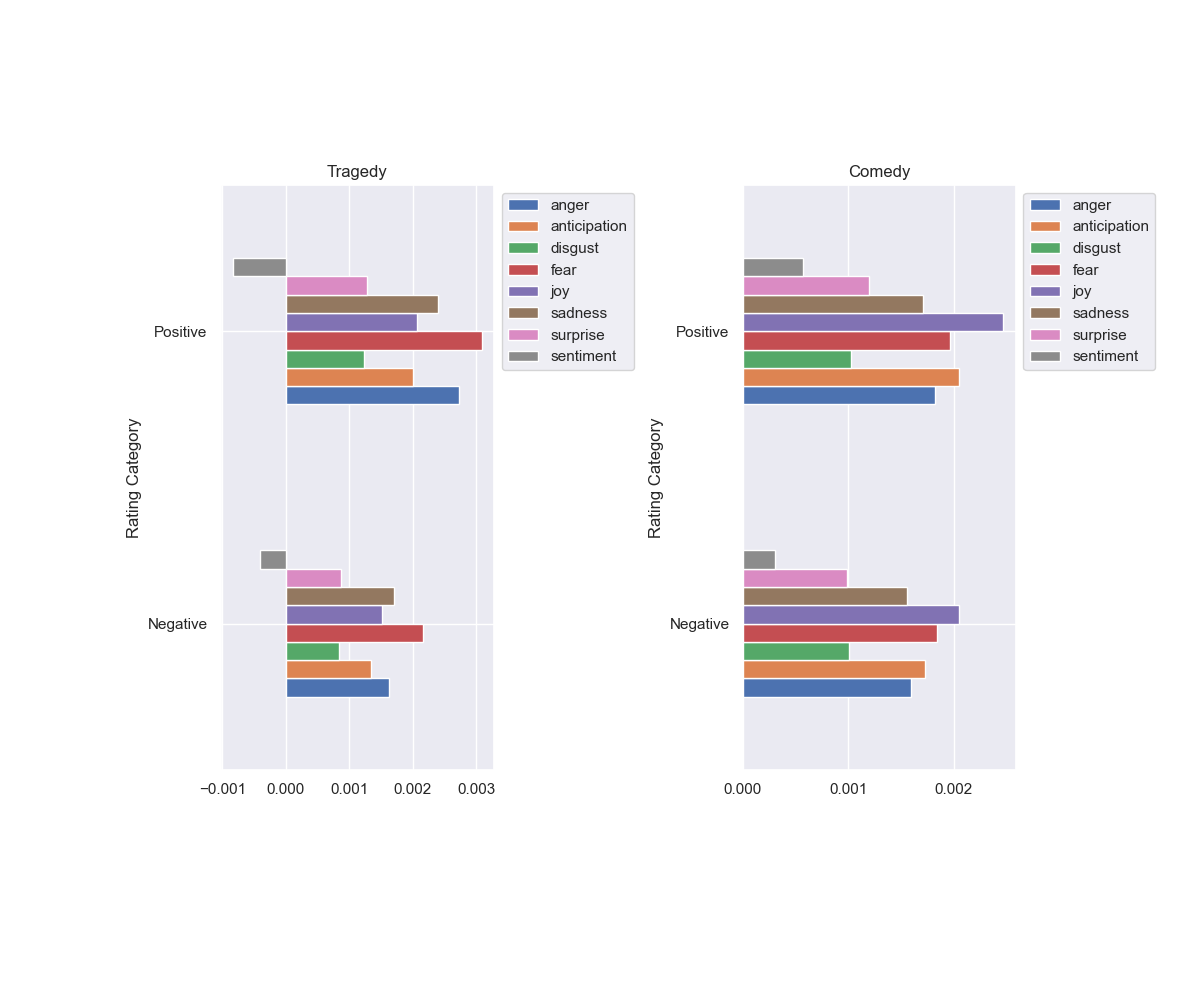 Tragedy
anger
anticipation
disgust
fear
joy
sadness
surprise
sentiment
Positive
Negative
Rating Category
−0.001 0.000 0.001 0.002 0.003
Comedy
anger
anticipation
disgust
fear
joy
sadness
surprise
sentiment
Positive
Negative
Rating Category
0.000 0.001 0.002